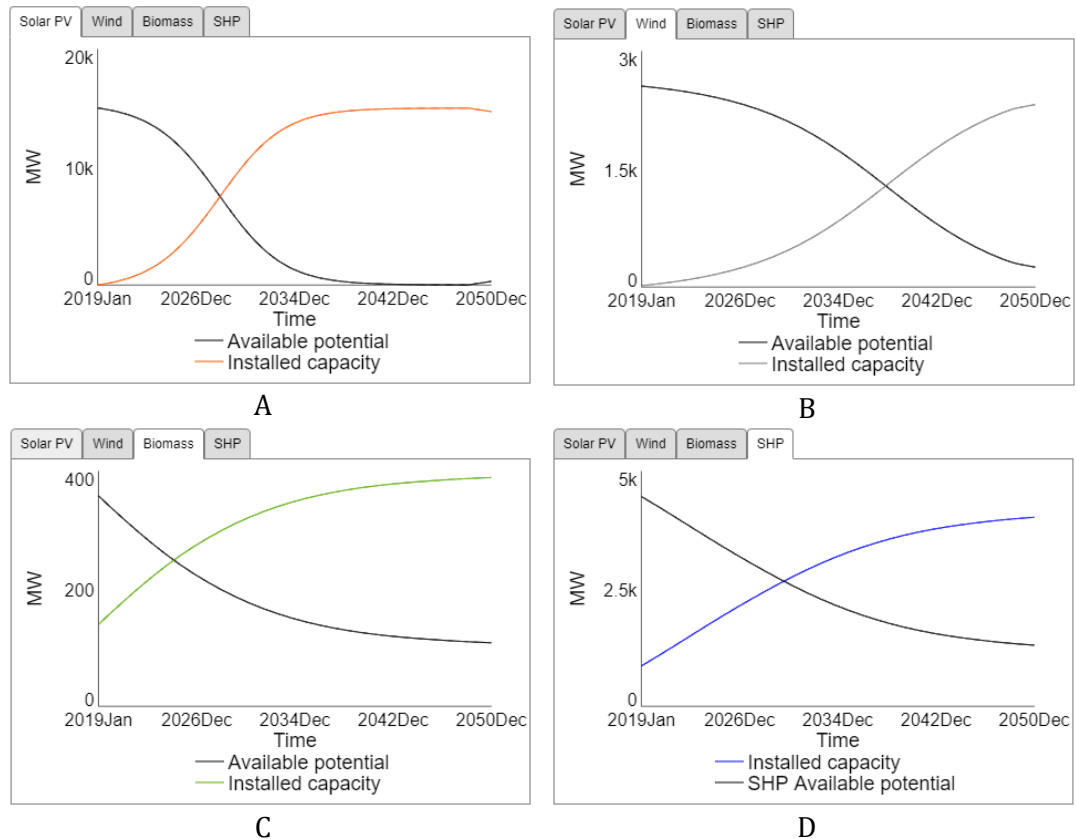 Solar PV Wind Biomass SHP
20k
10k
0
MW
2019Jan 2026Dec 2034Dec 2042Dec 2050Dec
Time
Available potential
Installed capacity
A
Solar PV Wind Biomass SHP
3k
1.5k
0
MW
2019Jan 2026Dec 2034Dec 2042Dec 2050Dec
Time
Available potential
Installed capacity
B
Solar PV Wind Biomass SHP
400
200
0
MW
2019Jan 2026Dec 2034Dec 2042Dec 2050Dec
Time
Available potential
Installed capacity
C
Solar PV Wind Biomass SHP
5k
2.5k
0
MW
2019Jan 2026Dec 2034Dec 2042Dec 2050Dec
Time
Installed capacity
SHP Available potential
D